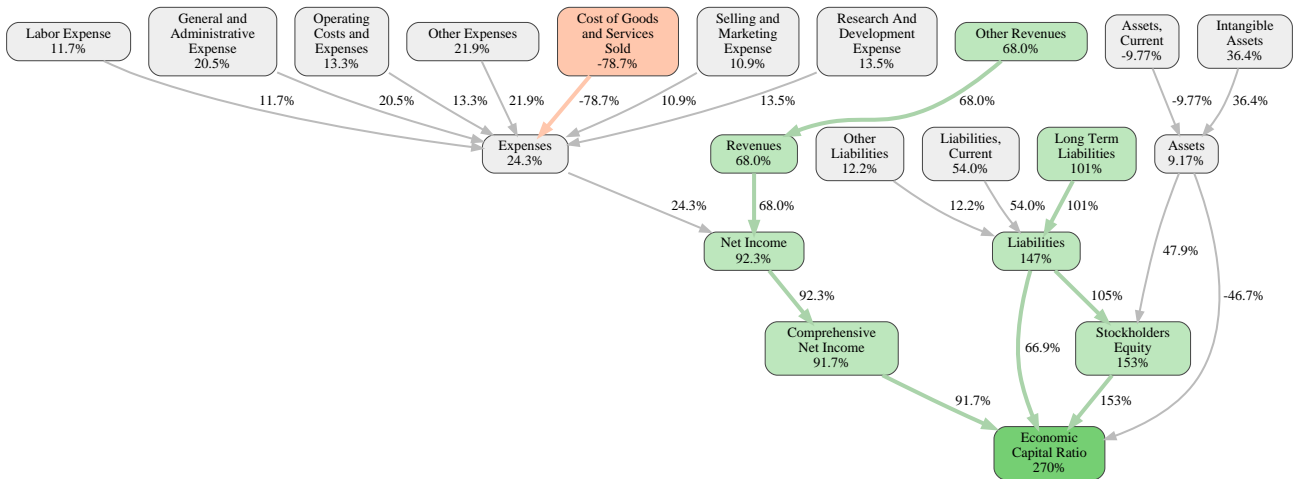 Labor Expense
11.7%
General and
Administrative
Expense
20.5%
Operating
Costs and
Expenses
13.3%
Other Expenses
21.9%
Cost of Goods
and Services
Sold
-78.7%
Selling and
Marketing
Expense
10.9%
Research And
Development
Expense
13.5%
Other Revenues
68.0%
Assets,
Current
-9.77%
Intangible
Assets
36.4%
11.7%
20.5%
13.3%
21.9%
-78.7%
10.9%
13.5%
68.0%
-9.77%
36.4%
Expenses
24.3%
Revenues
68.0%
Other
Liabilities
12.2%
Liabilities,
Current
54.0%
Long Term
Liabilities
101%
Assets
9.17%
24.3%
68.0%
12.2%
54.0%
101%
Net Income
92.3%
Liabilities
147%
47.9%
92.3%
105%
-46.7%
Comprehensive
Net Income
91.7%
66.9%
Stockholders
Equity
153%
91.7%
153%
Economic
Capital Ratio
270%